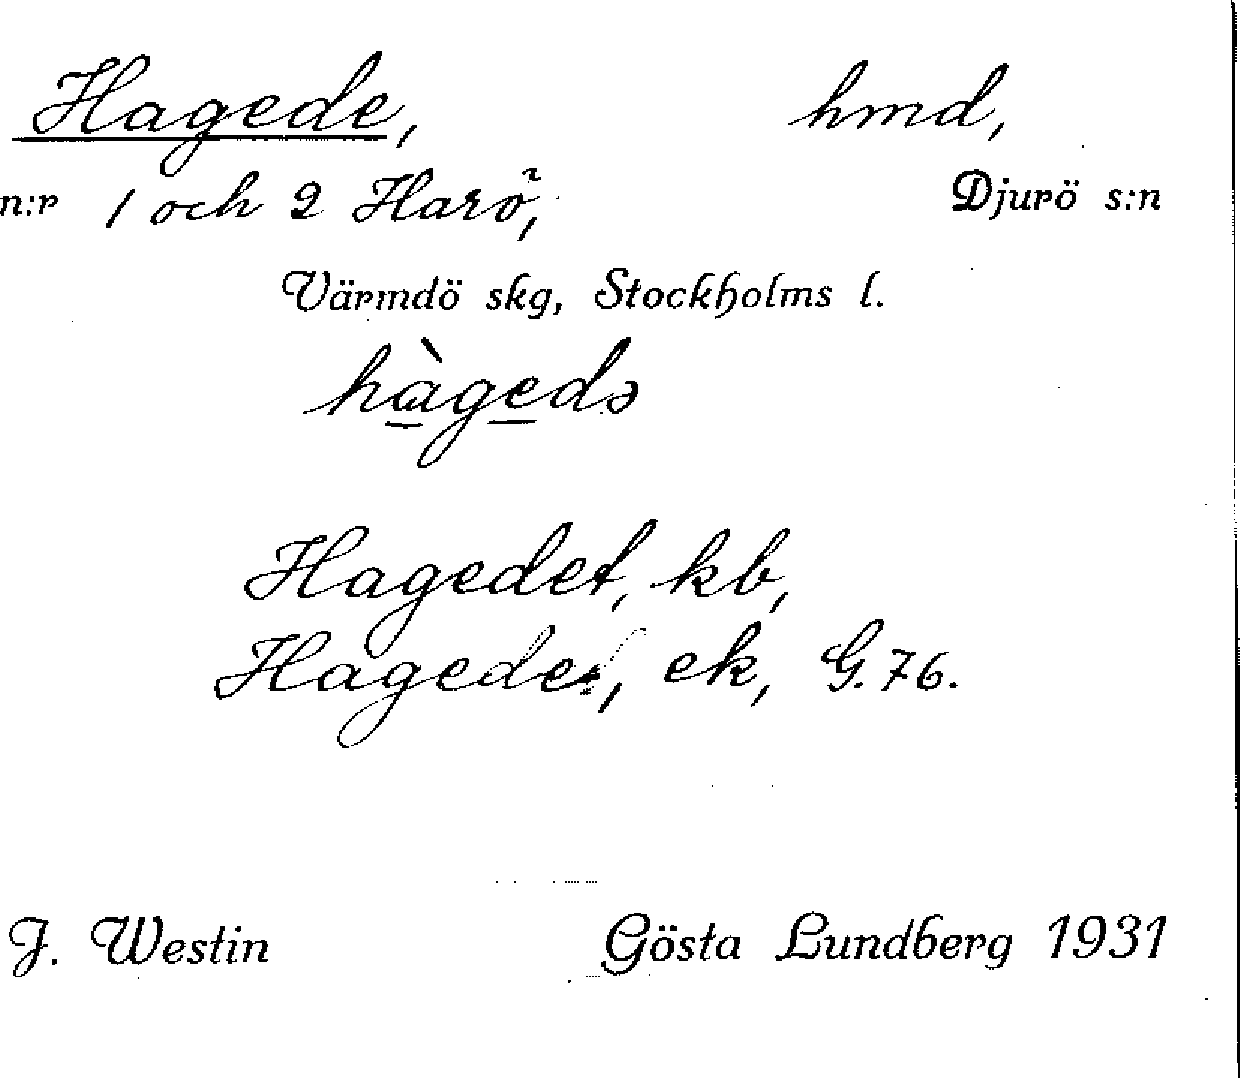 Hagede, hmd,
n:r 1 och 2 Harö, Djurö s:n
Värmdö skg, Stockholms l.
hàgedə
Hagedet, kb,
Hagedet, ek, G.76.
J. Westin Gösta Lundberg 1931